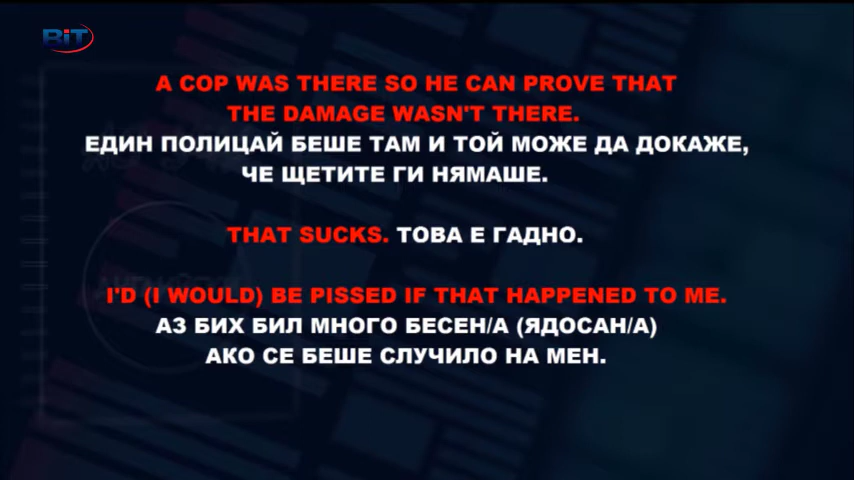 BiT
A COP WAS THERE SO HE CAN PROVE THAT
THE DAMAGE WASN'T THERE.
ЕДИН ПОЛИЦАЙ БЕШЕ ТАМ И ТОЙ МОЖЕ ДА ДОКАЖЕ,
ЧЕ ЩЕТИТЕ ГИ НЯМАШЕ.
THAT SUCKS. ТОВА Е ГАДНО.
I'D (I WOULD) BE PISSED IF THAT HAPPENED TO ME.
АЗ БИХ БИЛ МНОГО БЕСЕН/А (ЯДОСАН/А)
АКО СЕ БЕШЕ СЛУЧИЛО НА МЕН.